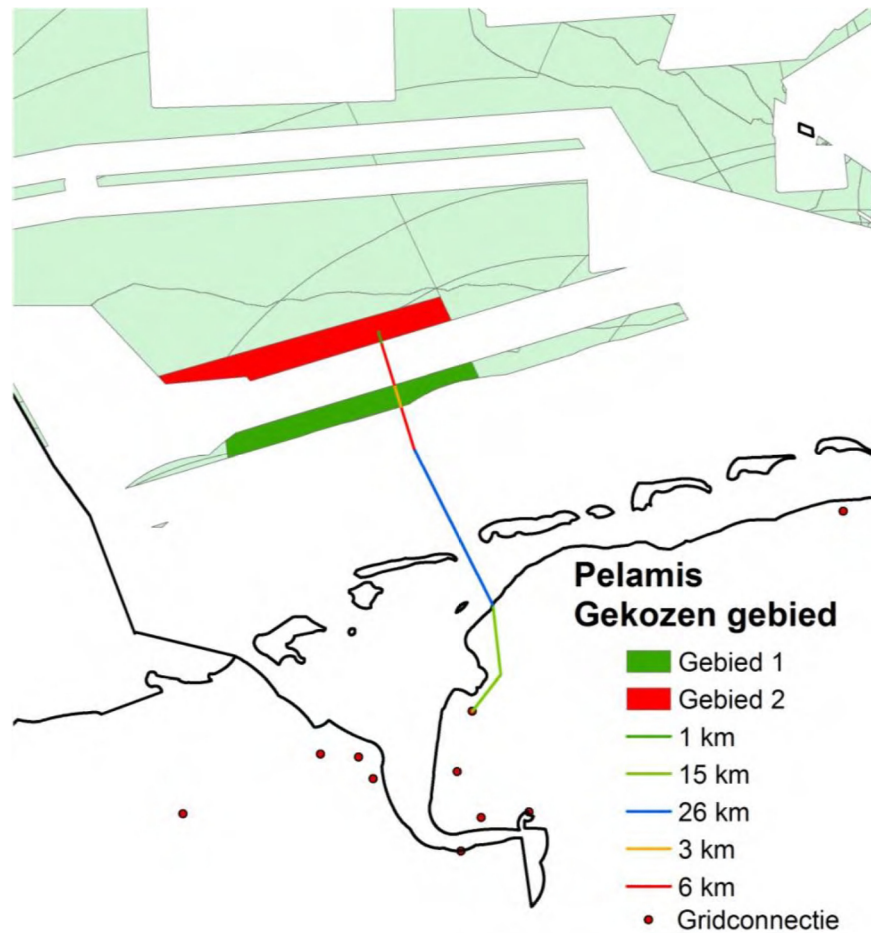 Pelamis
Gekozen gebied
Gebied 1
Gebied 2
1 km
15 km
26 km
3 km
6 km
Gridconnectie